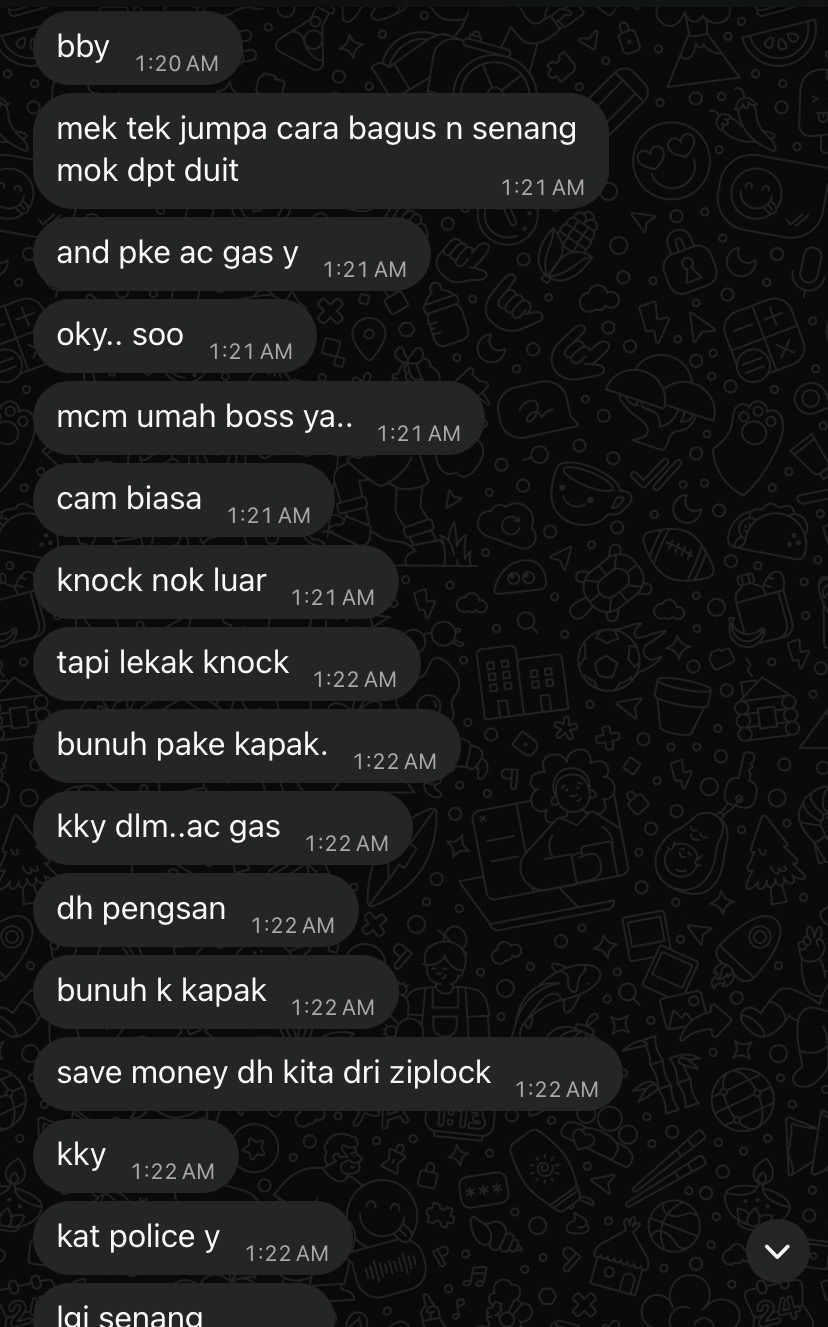 bby
1:20 AM
mek tek jumpa cara bagus n senang
mok dpt duit
1:21 AM
and pke ac gas y
1:21 AM
oky.. soo
1:21 AM
mcm umah boss ya..
1:21 AM
cam biasa
1:21 AM
knock nok luar
1:21 AM
tapi lekak knock
1:22 AM
bunuh pake kapak.
1:22 AM
kky dlm..ac gas
1:22 AM
dh pengsan
1:22 AM
bunuh k kapak
1:22 AM
save money dh kita dri ziplock
1:22 AM
kky
1:22 AM
kat police y
1:22 AM
lgi senang